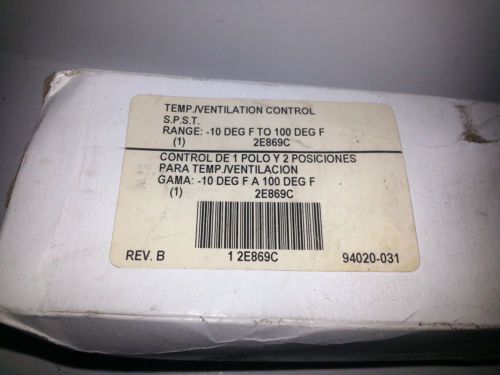 TEMP./VENTILATION CONTROL
S.P.S.T.
RANGE: -10 DEG F TO 100 DEG F
(1) 2E869C
CONTROL DE 1 POLO Y 2 POSICIONES
PARA TEMP./VENTILACION
GAMA: -10 DEG F A 100 DEG F
(1) 2E869C
REV. B 1 2E869C 94020-031